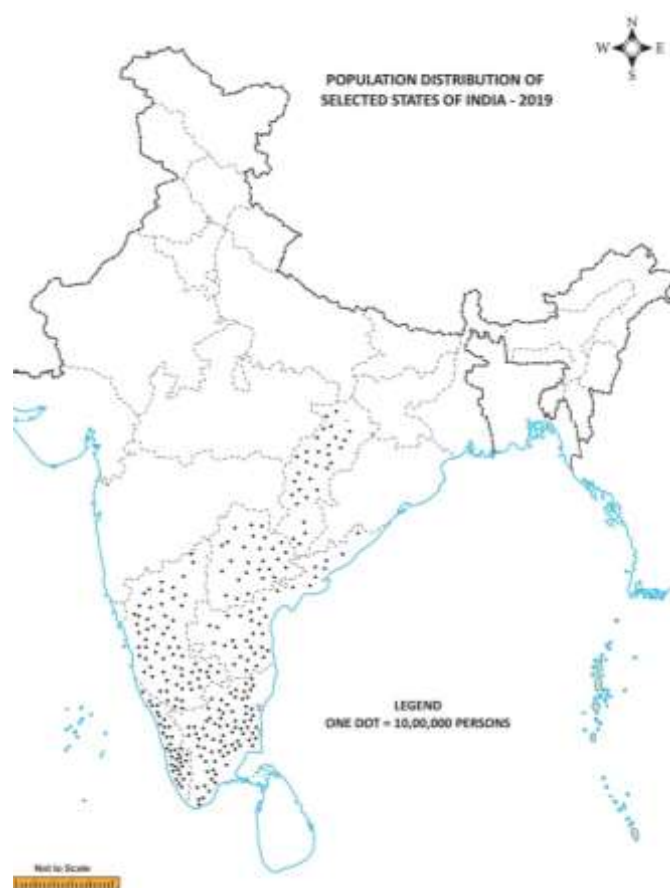 N
W E
S
POPULATION DISTRIBUTION OF
SELECTED STATES OF INDIA - 2019
LEGEND
ONE DOT = 10,00,000 PERSONS
Not to Scale